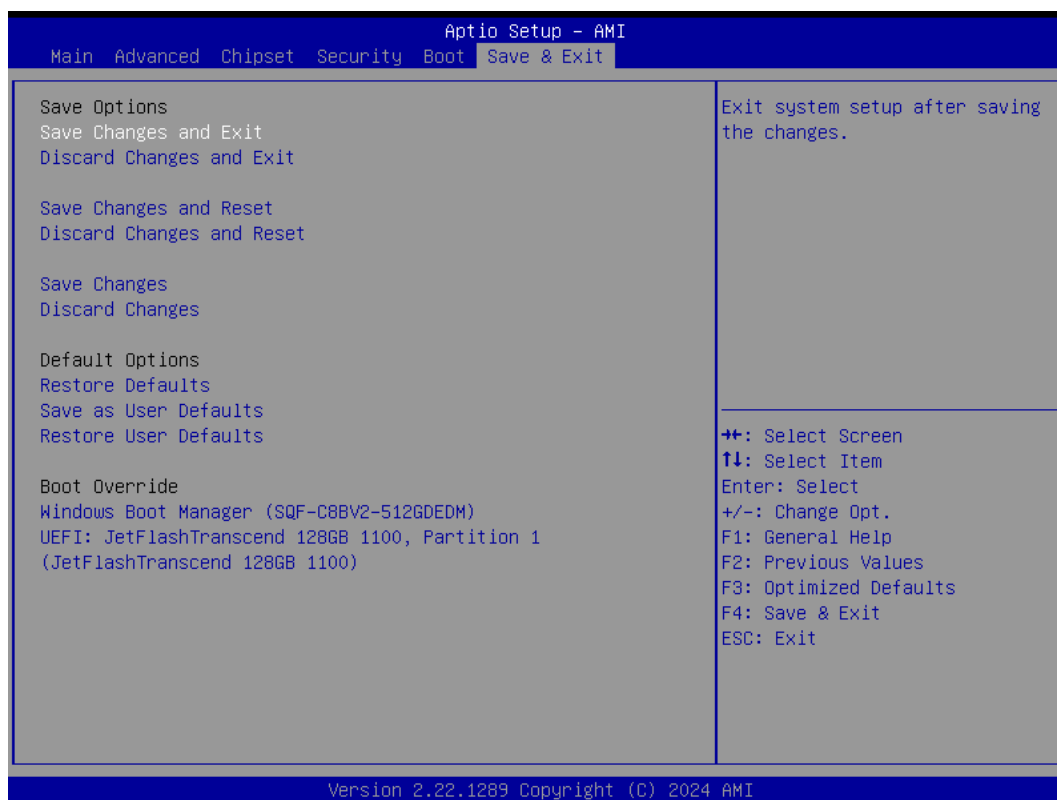 Aptio Setup – AMI
Main Advanced Chipset Security Boot Save & Exit
Save Options
Save Changes and Exit
Discard Changes and Exit
Save Changes and Reset
Discard Changes and Reset
Save Changes
Discard Changes
Default Options
Restore Defaults
Save as User Defaults
Restore User Defaults
Boot Override
Windows Boot Manager (SQF-C8BV2-512GDEDM)
UEFI: JetFlashTranscend 128GB 1100, Partition 1
(JetFlashTranscend 128GB 1100)
Exit system setup after saving
the changes.
→←: Select Screen
↑↓: Select Item
Enter: Select
+/-: Change Opt.
F1: General Help
F2: Previous Values
F3: Optimized Defaults
F4: Save & Exit
ESC: Exit
Version 2.22.1289 Copyright (C) 2024 AMI